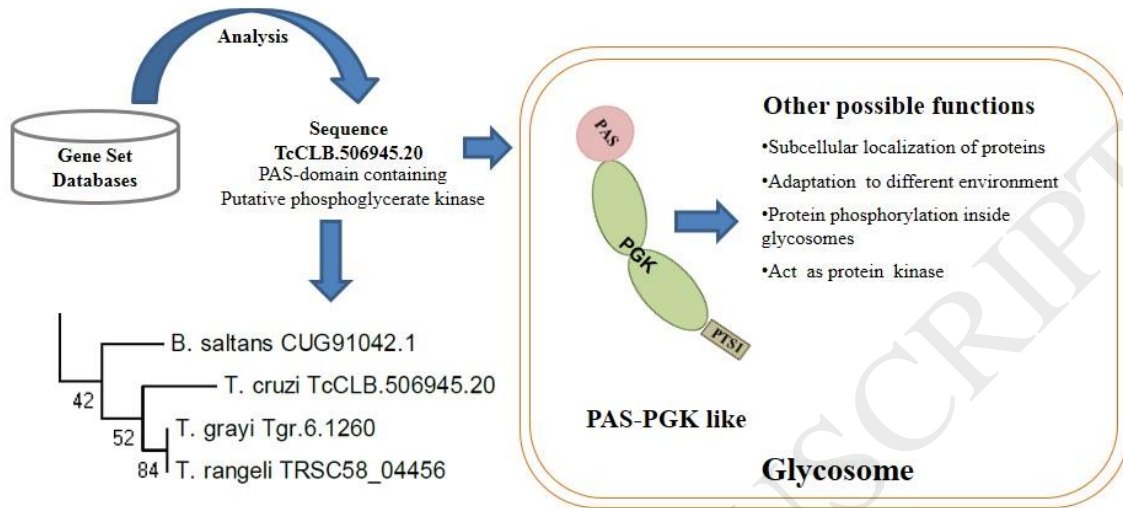 Analysis
Gene Set
Databases
Sequence
TcCLB.506945.20
PAS-domain containing
Putative phosphoglycerate kinase
B. saltans CUG91042.1
T. cruzi TcCLB.506945.20
T. grayi Tgr.6.1260
T. rangeli TRSC58_04456
42
52
84
PAS
PGK
PTS1
PAS-PGK like
Other possible functions
•Subcellular localization of proteins
•Adaptation to different environment
•Protein phosphorylation inside
glycosomes
•Act as protein kinase
Glycosome
USCRIPT